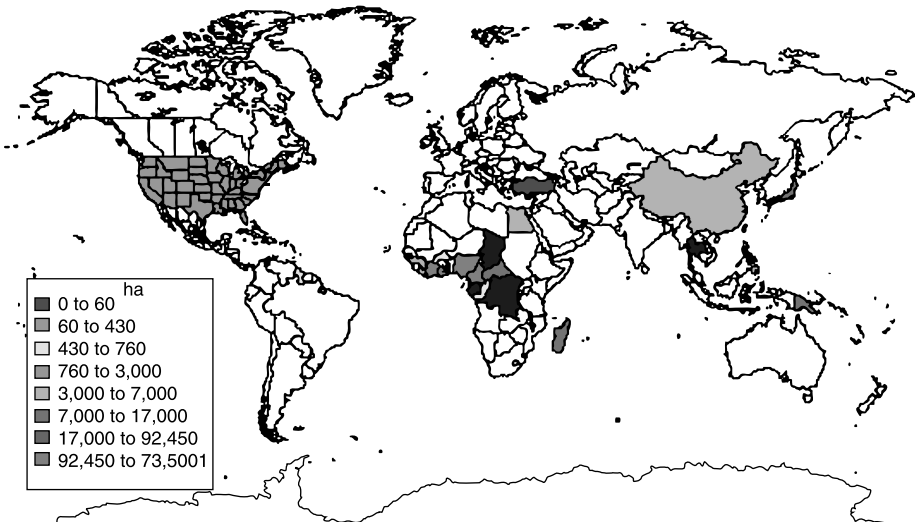 ha
0 to 60
60 to 430
430 to 760
760 to 3,000
3,000 to 7,000
7,000 to 17,000
17,000 to 92,450
92,450 to 73,5001